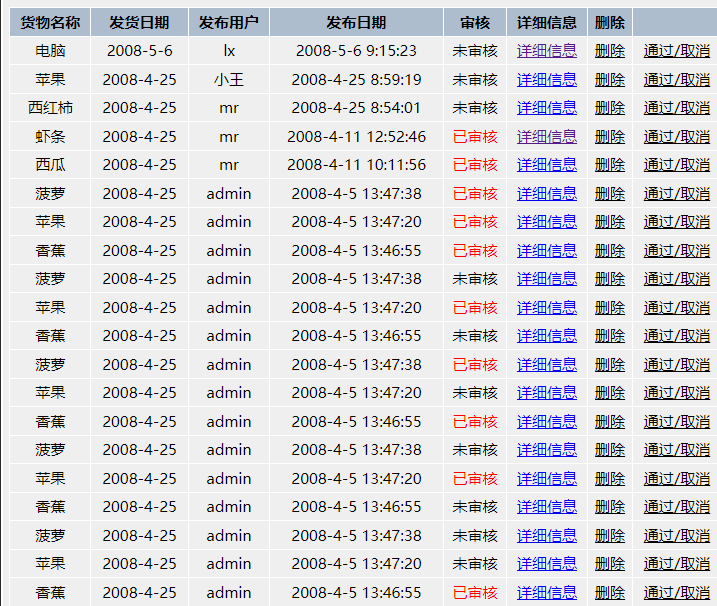 货物名称 发货日期 发布用户 发布日期 审核 详细信息 删除
电脑 2008-5-6 lx 2008-5-6 9:15:23 未审核 详细信息 删除 通过/取消
苹果 2008-4-25 小王 2008-4-25 8:59:19 未审核 详细信息 删除 通过/取消
西红柿 2008-4-25 mr 2008-4-25 8:54:01 未审核 详细信息 删除 通过/取消
虾条 2008-4-25 mr 2008-4-11 12:52:46 已审核 详细信息 删除 通过/取消
西瓜 2008-4-25 mr 2008-4-11 10:11:56 已审核 详细信息 删除 通过/取消
菠萝 2008-4-25 admin 2008-4-5 13:47:38 已审核 详细信息 删除 通过/取消
苹果 2008-4-25 admin 2008-4-5 13:47:20 已审核 详细信息 删除 通过/取消
香蕉 2008-4-25 admin 2008-4-5 13:46:55 已审核 详细信息 删除 通过/取消
菠萝 2008-4-25 admin 2008-4-5 13:47:38 未审核 详细信息 删除 通过/取消
苹果 2008-4-25 admin 2008-4-5 13:47:20 已审核 详细信息 删除 通过/取消
香蕉 2008-4-25 admin 2008-4-5 13:46:55 未审核 详细信息 删除 通过/取消
菠萝 2008-4-25 admin 2008-4-5 13:47:38 已审核 详细信息 删除 通过/取消
苹果 2008-4-25 admin 2008-4-5 13:47:20 未审核 详细信息 删除 通过/取消
香蕉 2008-4-25 admin 2008-4-5 13:46:55 已审核 详细信息 删除 通过/取消
菠萝 2008-4-25 admin 2008-4-5 13:47:38 未审核 详细信息 删除 通过/取消
苹果 2008-4-25 admin 2008-4-5 13:47:20 已审核 详细信息 删除 通过/取消
香蕉 2008-4-25 admin 2008-4-5 13:46:55 未审核 详细信息 删除 通过/取消
菠萝 2008-4-25 admin 2008-4-5 13:47:38 未审核 详细信息 删除 通过/取消
苹果 2008-4-25 admin 2008-4-5 13:47:20 未审核 详细信息 删除 通过/取消
香蕉 2008-4-25 admin 2008-4-5 13:46:55 已审核 详细信息 删除 通过/取消